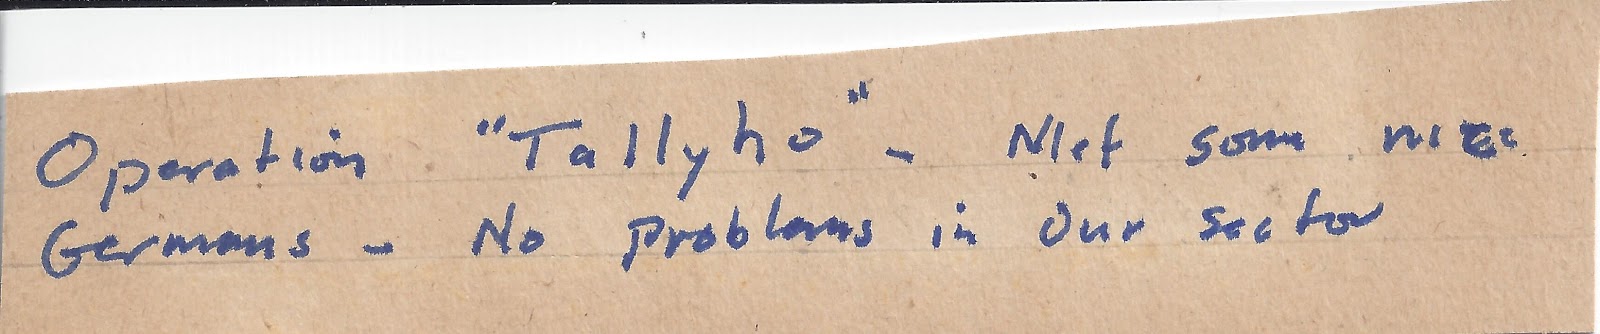 Operation "Tallyho" - Met some nice
Germans - No problems in our sector